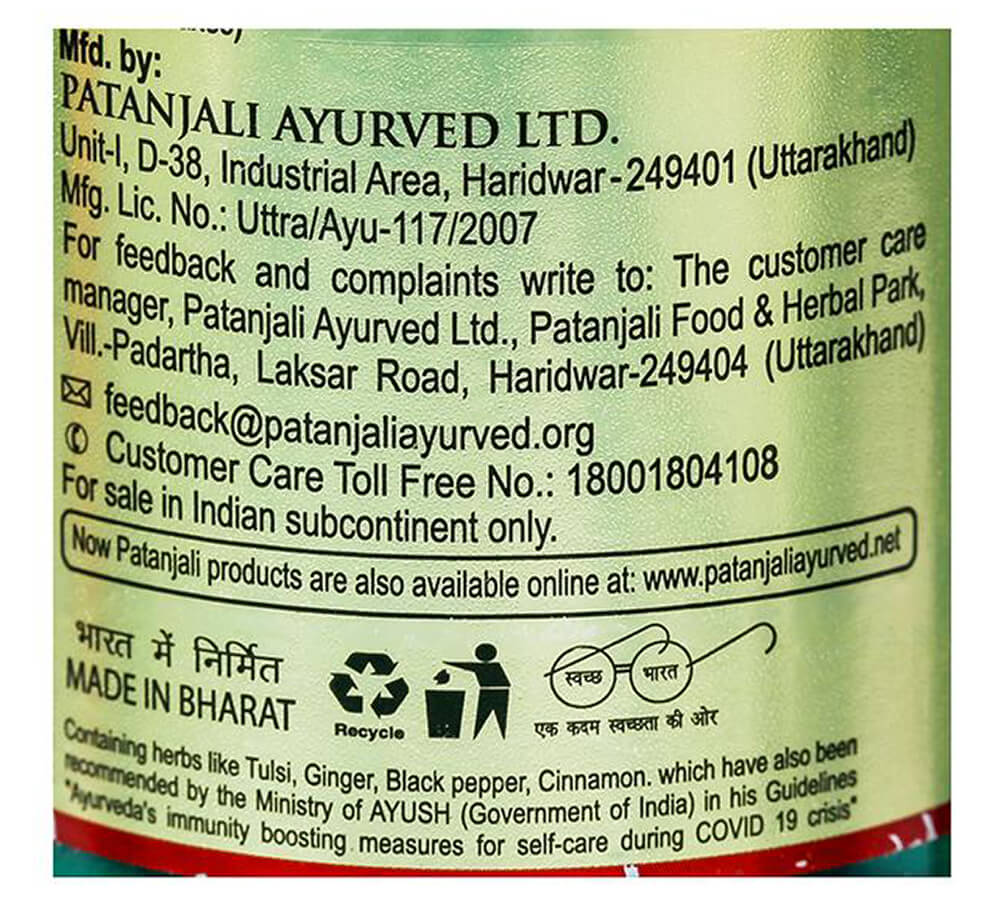 Mfd. by:
PATANJALI AYURVED LTD.
Unit-I, D-38, Industrial Area, Haridwar-249401 (Uttarakhand)
Mfg. Lic. No.: Uttra/Ayu-117/2007
For feedback and complaints write to: The customer care
manager, Patanjali Ayurved Ltd., Patanjali Food & Herbal Park,
Vill.-Padartha, Laksar Road, Haridwar-249404 (Uttarakhand)
feedback@patanjaliayurved.org
Customer Care Toll Free No.: 18001804108
For sale in Indian subcontinent only.
Now Patanjali products are also available online at: www.patanjaliayurved.net
भारत में निर्मित
MADE IN BHARAT
Recycle
स्वच्छ भारत
एक कदम स्वच्छता की ओर
Containing herbs like Tulsi, Ginger, Black pepper, Cinnamon. which have also been
recommended by the Ministry of AYUSH (Government of India) in his Guidelines
"Ayurveda's immunity boosting measures for self-care during COVID 19 crisis"